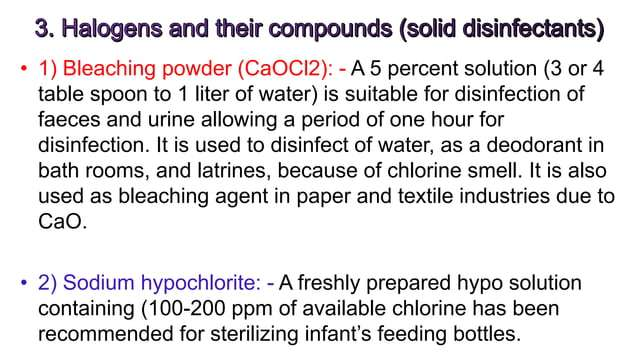 3. Halogens and their compounds (solid disinfectants)
• 1) Bleaching powder (CaOCl2): - A 5 percent solution (3 or 4
table spoon to 1 liter of water) is suitable for disinfection of
faeces and urine allowing a period of one hour for
disinfection. It is used to disinfect of water, as a deodorant in
bath rooms, and latrines, because of chlorine smell. It is also
used as bleaching agent in paper and textile industries due to
CaO.
• 2) Sodium hypochlorite: - A freshly prepared hypo solution
containing (100-200 ppm of available chlorine has been
recommended for sterilizing infant’s feeding bottles.